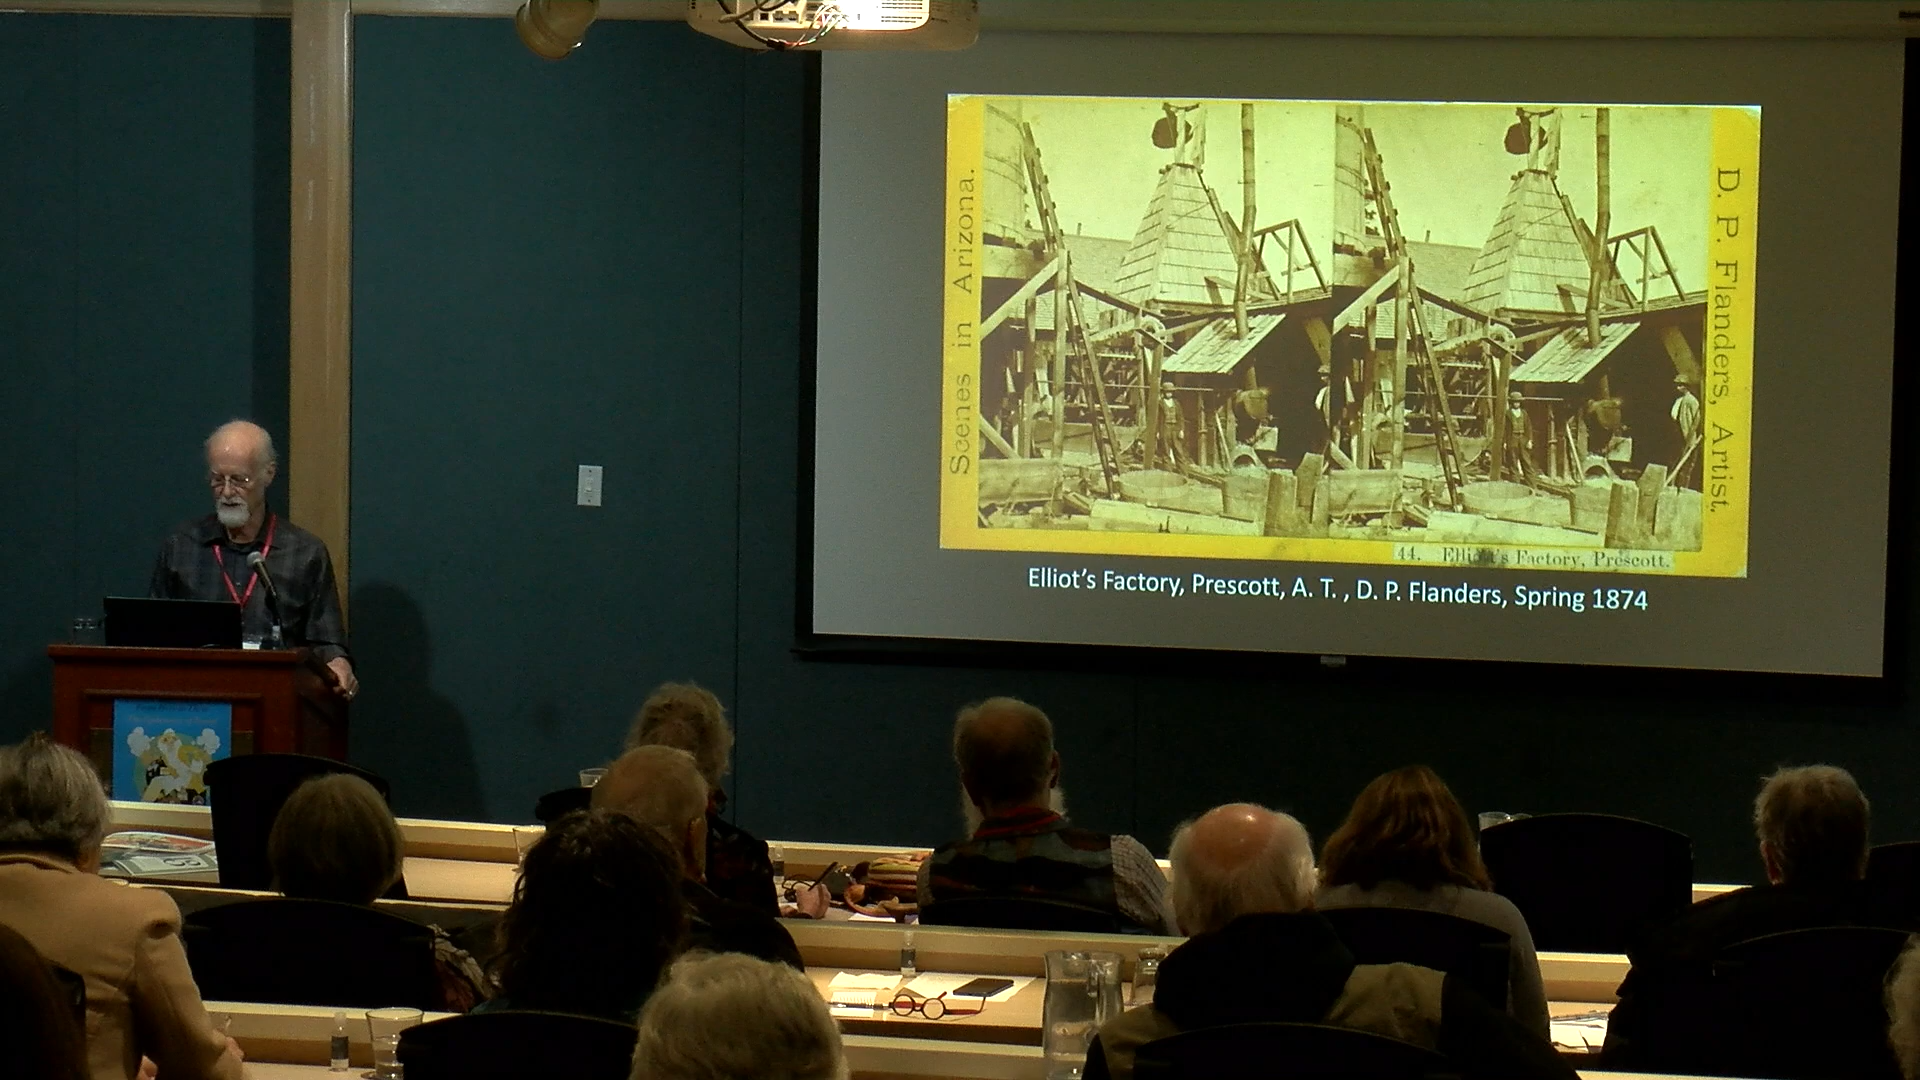 Scenes in Arizona.
D. P. Flanders, Artist.
44. Elliot's Factory, Prescott.
Elliot's Factory, Prescott, A. T. , D. P. Flanders, Spring 1874